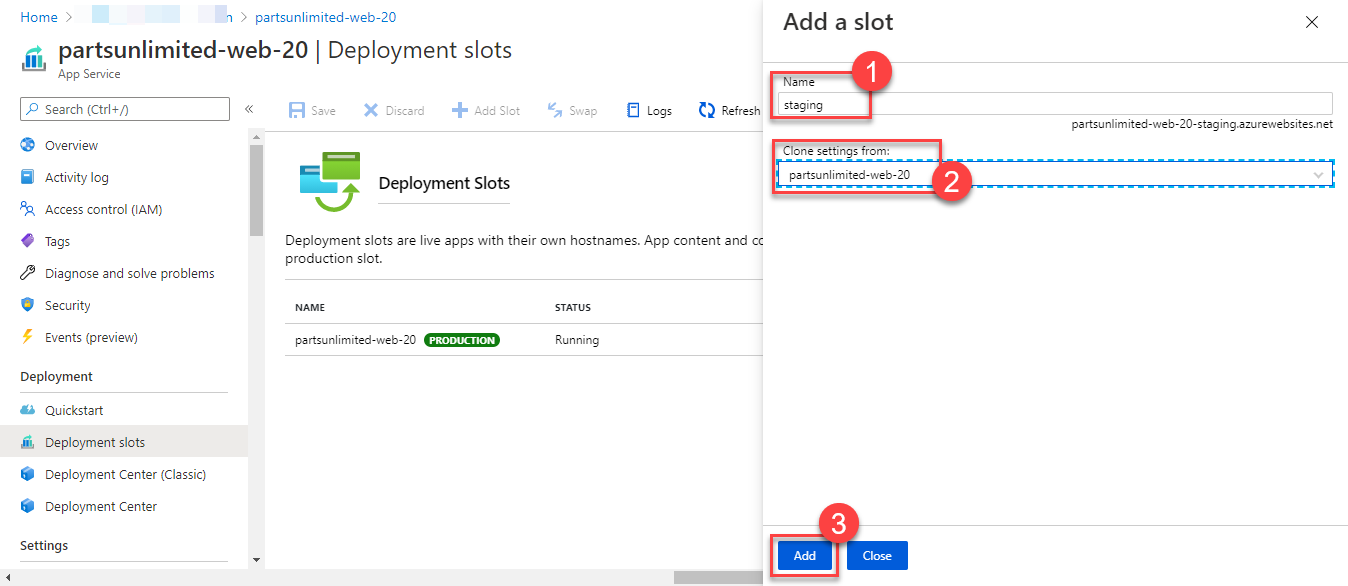 Home > n > partsunlimited-web-20
partsunlimited-web-20 | Deployment slots
App Service
Search (Ctrl+/)
«
Overview
Activity log
Access control (IAM)
Tags
Diagnose and solve problems
Security
Events (preview)
Deployment
Quickstart
Deployment slots
Deployment Center (Classic)
Deployment Center
Settings
Save Discard Add Slot Swap Logs Refresh
Deployment Slots
Deployment slots are live apps with their own hostnames. App content and co
production slot.
NAME STATUS
partsunlimited-web-20 PRODUCTION Running
Add a slot
1
Name
staging
partsunlimited-web-20-staging.azurewebsites.net
Clone settings from:
partsunlimited-web-20
2
3
Add Close